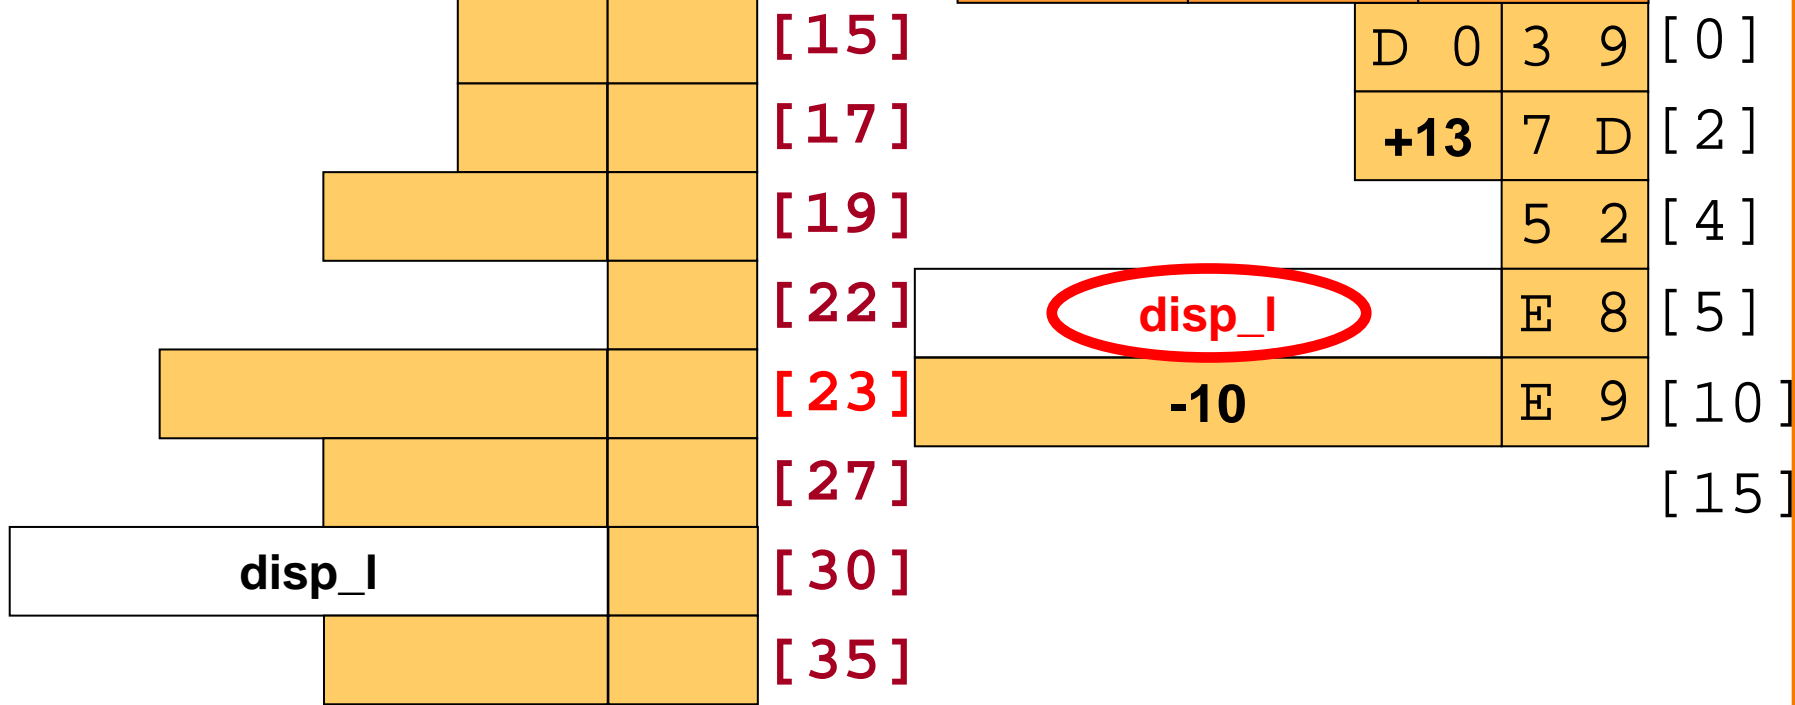 [15]
[17]
[19]
[22]
[23]
[27]
disp_l [30]
[35]
D 0 3 9 [0]
+13 7 D [2]
5 2 [4]
disp_l E 8 [5]
-10 E 9 [10]
[15]